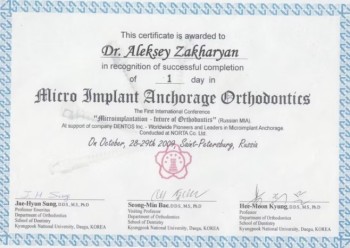 This certificate is awarded to
Dr. Aleksey Zakharyan
in recognition of successful completion
of 1 day in
Micro Implant Anchorage Orthodontics
The First International Conference
"Microimplantation - future of Orthodontics" (Russian MIA)
At support of company DENTOS Inc. - Worldwide Pioneers and Leaders in Microimplant Anchorage
Conducted at NORTA Co. Ltd.
On October, 28-29th 2009, Saint-Petersburg, Russia
Jae-Hyun Sung, D.D.S., M.S., Ph.D
Professor Emeritus
Department of Orthodontics
School of Dentistry
Kyungpook National University, Daegu, KOREA
Seong-Min Bae, D.D.S., M.S., Ph.D
Visiting Professor
Department of Orthodontics
School of Dentistry
Kyungpook National University, Daegu, KOREA
Hee-Moon Kyung, D.D.S., M.S., Ph.D
Professor
Department of Orthodontics
School of Dentistry
Kyungpook National University, Daegu, KOREA